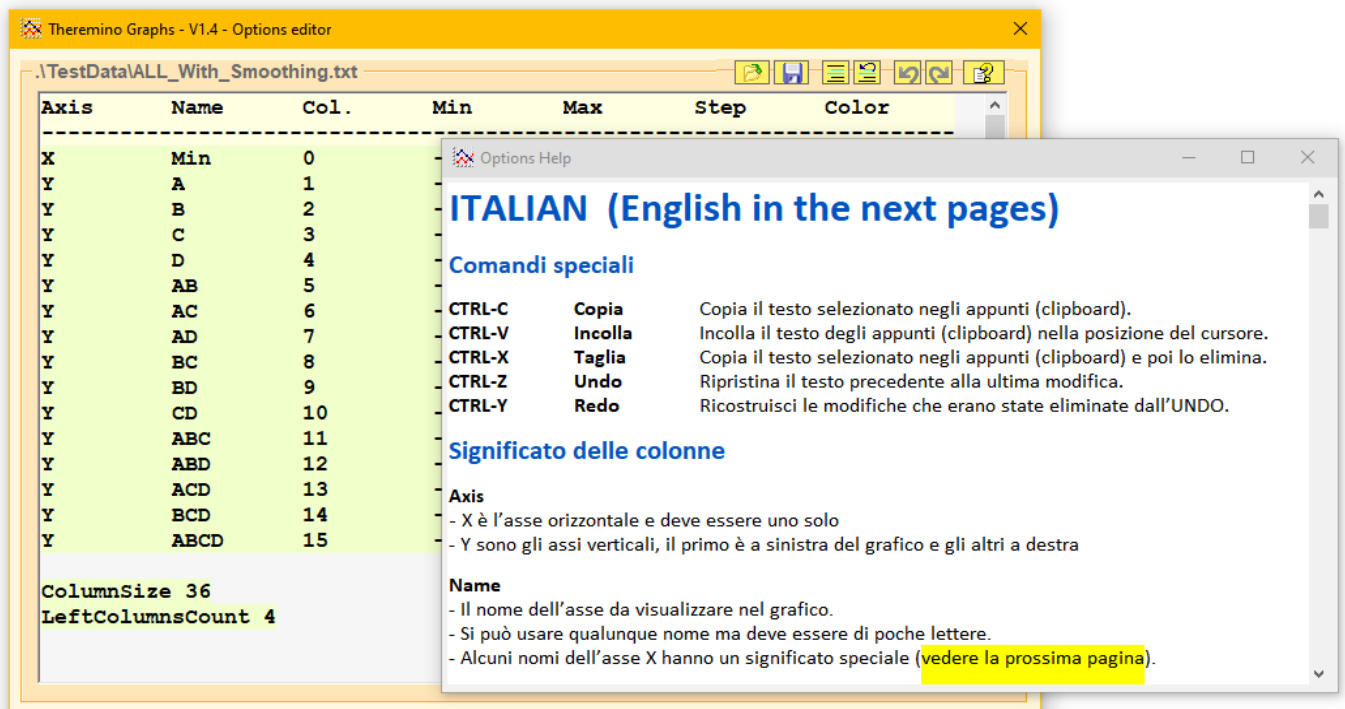 Theremino Graphs - V1.4 - Options editor
.\TestData\ALL_With_Smoothing.txt
Axis Name Col. Min Max Step Color
------------------------------------------------------------------------
X Min 0 -
Y A 1 -
Y B 2 -
Y C 3 -
Y D 4 -
Y AB 5 -
Y AC 6 -
Y AD 7 -
Y BC 8 -
Y BD 9 -
Y CD 10 -
Y ABC 11 -
Y ABD 12 -
Y ACD 13 -
Y BCD 14 -
Y ABCD 15 -
ColumnSize 36
LeftColumnsCount 4
Options Help
ITALIAN (English in the next pages)
Comandi speciali
CTRL-C Copia Copia il testo selezionato negli appunti (clipboard).
CTRL-V Incolla Incolla il testo degli appunti (clipboard) nella posizione del cursore.
CTRL-X Taglia Copia il testo selezionato negli appunti (clipboard) e poi lo elimina.
CTRL-Z Undo Ripristina il testo precedente alla ultima modifica.
CTRL-Y Redo Ricostruisci le modifiche che erano state eliminate dall’UNDO.
Significato delle colonne
Axis
- X è l’asse orizzontale e deve essere uno solo
- Y sono gli assi verticali, il primo è a sinistra del grafico e gli altri a destra
Name
- Il nome dell’asse da visualizzare nel grafico.
- Si può usare qualunque nome ma deve essere di poche lettere.
- Alcuni nomi dell’asse X hanno un significato speciale (vedere la prossima pagina).